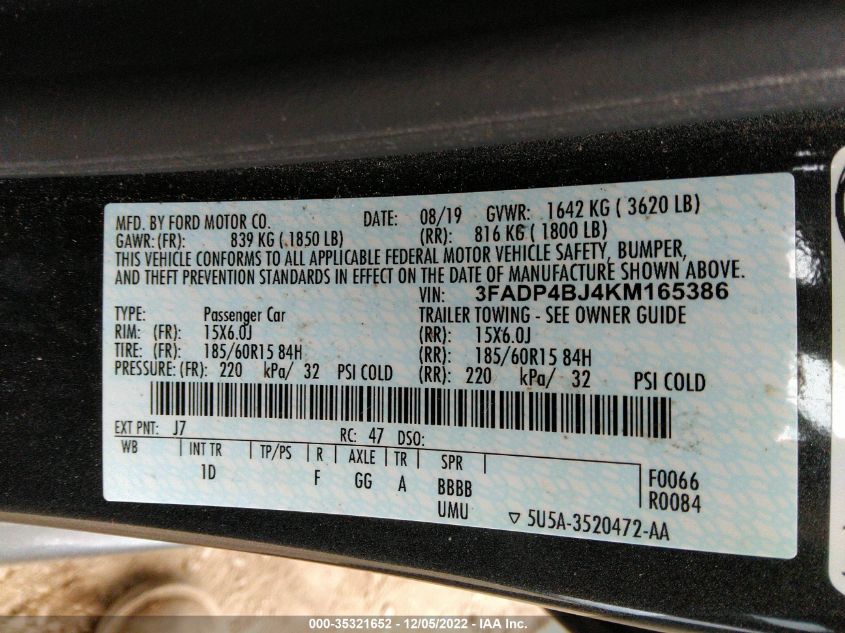 MFD. BY FORD MOTOR CO. DATE: 08/19 GVWR: 1642 KG ( 3620 LB)
GAWR: (FR): 839 KG ( 1850 LB) (RR): 816 KG ( 1800 LB)
THIS VEHICLE CONFORMS TO ALL APPLICABLE FEDERAL MOTOR VEHICLE SAFETY, BUMPER,
AND THEFT PREVENTION STANDARDS IN EFFECT ON THE DATE OF MANUFACTURE SHOWN ABOVE.
VIN: 3FADP4BJ4KM165386
TYPE: Passenger Car TRAILER TOWING - SEE OWNER GUIDE
RIM: (FR): 15X6.0J (RR): 15X6.0J
TIRE: (FR): 185/60R15 84H (RR): 185/60R15 84H
PRESSURE: (FR): 220 kPa/ 32 PSI COLD (RR): 220 kPa/ 32 PSI COLD
EXT PNT: J7 RC: 47 DSO:
WB INT TR TP/PS R AXLE TR SPR F0066
1D F GG A BBBB R0084
UMU ▽ 5U5A-3520472-AA
000-35321652 - 12/05/2022 - IAA Inc.